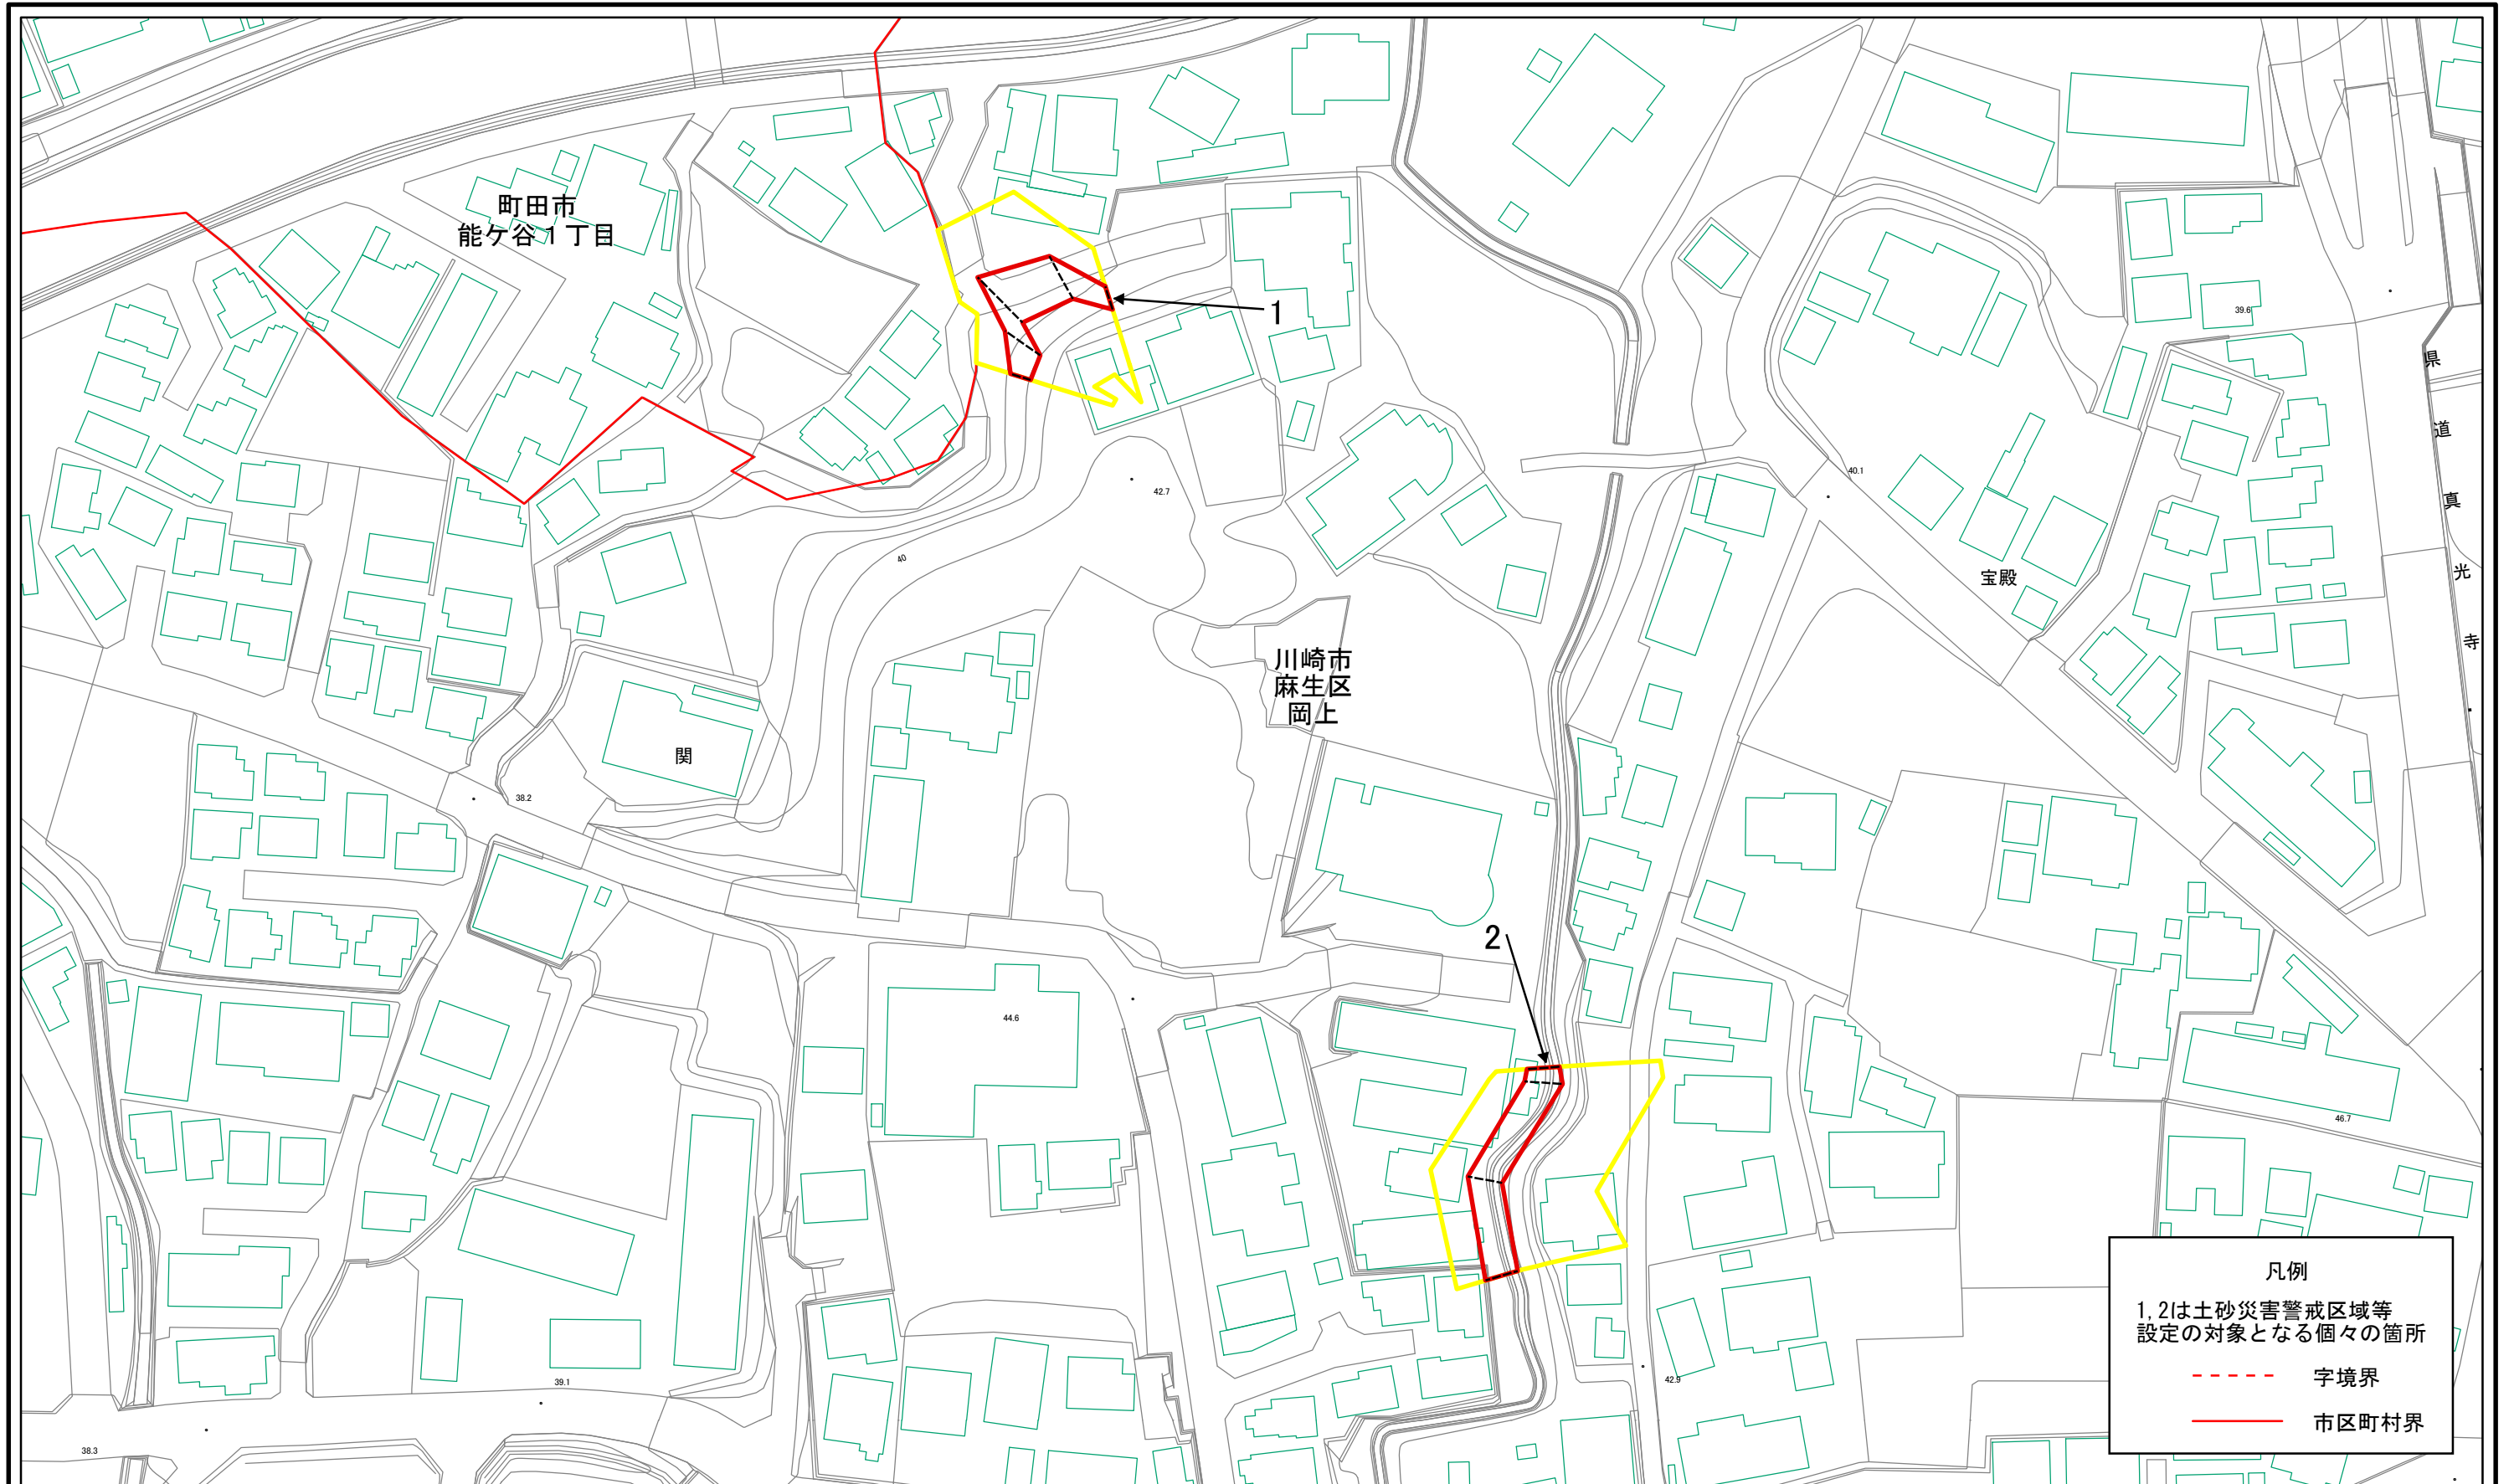 町田市
能ケ谷１丁目
1
39.6
県
道
真
光
寺
40.1
42.7
40
宝殿
川崎市
麻生区
岡上
関
38.2
2
44.6
46.7
42.9
39.1
38.3
凡例
1,2は土砂災害警戒区域等
設定の対象となる個々の箇所
字境界
市区町村界